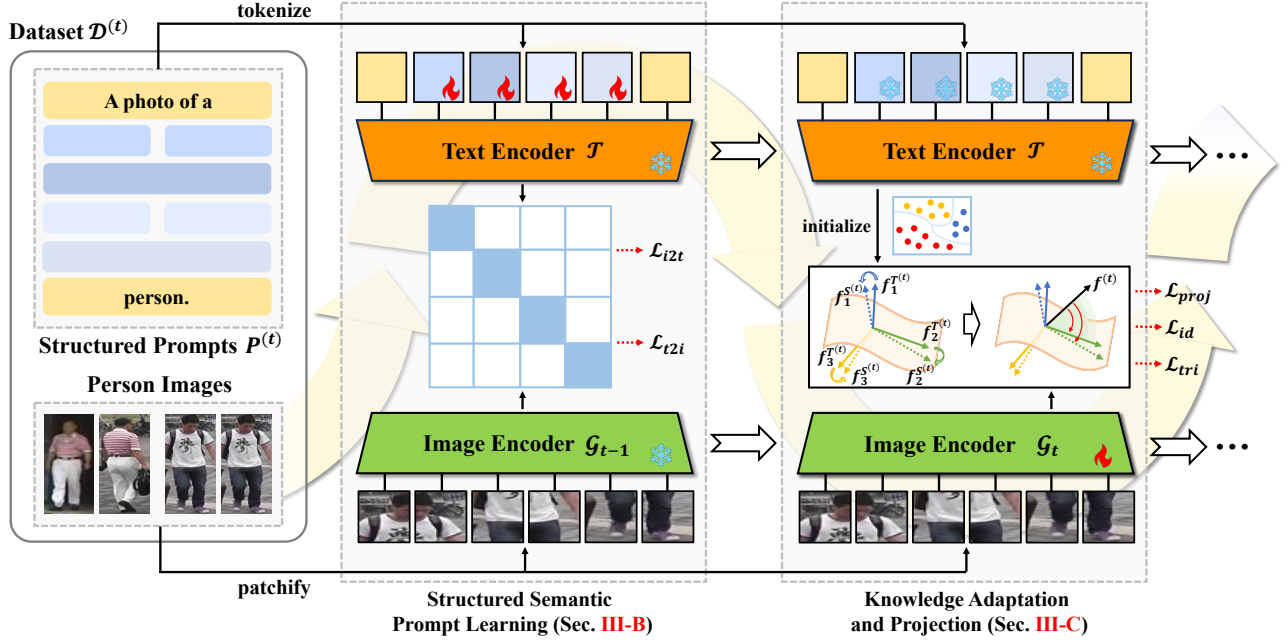 tokenize
Dataset 𝒟^(t)
A photo of a
person.
Structured Prompts P^(t)
Person Images
patchify
Text Encoder 𝒯
ℒ_i2t
ℒ_t2i
Image Encoder 𝒢_{t−1}
Structured Semantic
Prompt Learning (Sec. III-B)
Text Encoder 𝒯
initialize
f_1^{S^(t)} f_1^{T^(t)}
f_2^{T^(t)}
f_3^{T^(t)}
f_3^{S^(t)} f_2^{S^(t)}
f^(t)
ℒ_proj
ℒ_id
ℒ_tri
Image Encoder 𝒢_t
Knowledge Adaptation
and Projection (Sec. III-C)
...
...